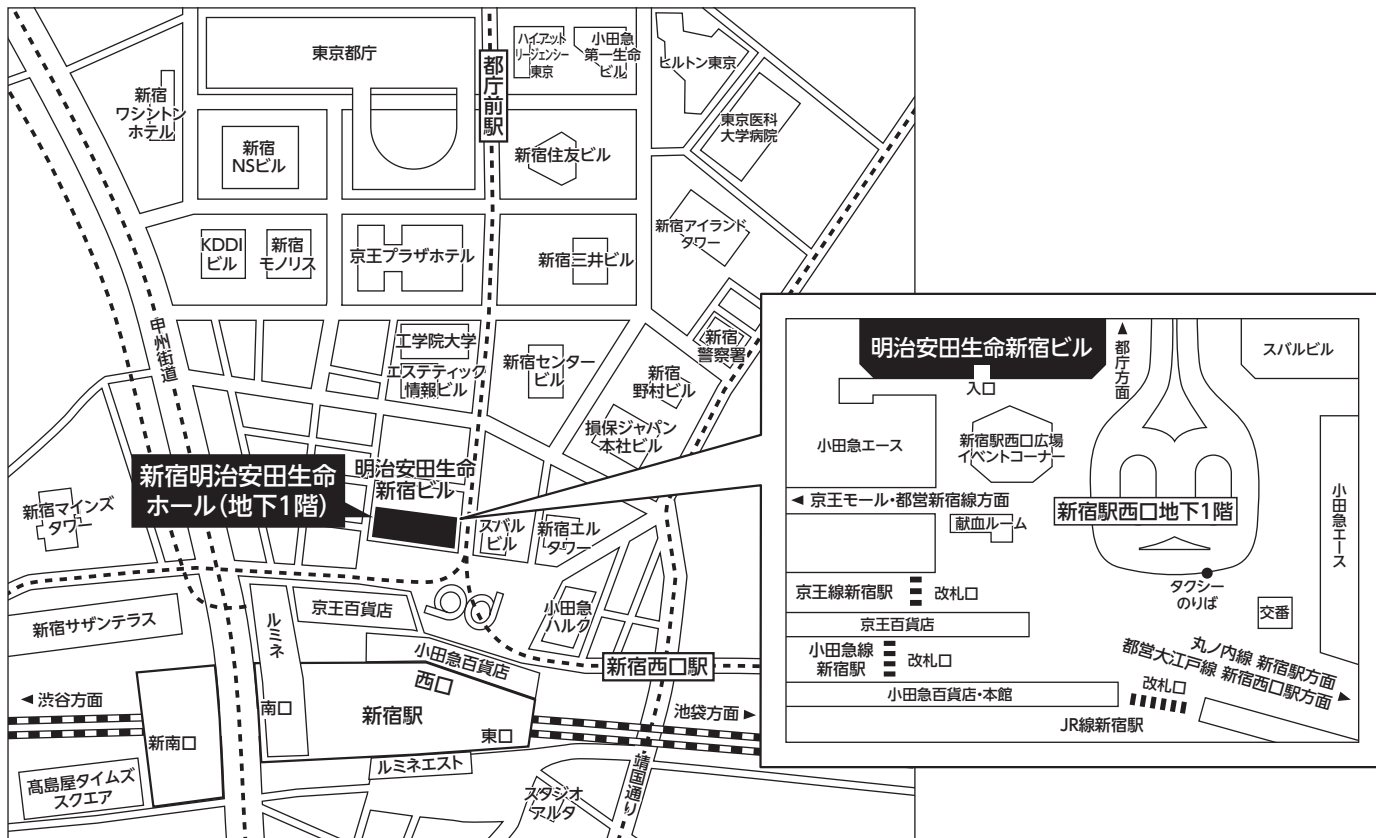 東京都庁
ハイアット
リージェンシー
東京
小田急
第一生命
ビル
ヒルトン東京
都庁前駅
新宿
ワシントン
ホテル
新宿
NSビル
新宿住友ビル
東京医科
大学病院
KDDI
ビル
新宿
モノリス
京王プラザホテル
新宿三井ビル
新宿アイランド
タワー
甲州街道
工学院大学
エステティック
情報ビル
新宿センター
ビル
新宿
野村ビル
新宿
警察署
損保ジャパン
本社ビル
新宿明治安田生命
ホール(地下1階)
明治安田生命
新宿ビル
スバル
ビル
新宿エル
タワー
新宿マインズ
タワー
新宿サザンテラス
ルミネ
京王百貨店
小田急
ハルク
小田急百貨店
新宿西口駅
西口
新宿駅
南口
東口
渋谷方面
池袋方面
新南口
髙島屋タイムズ
スクエア
ルミネエスト
スタジオ
アルタ
靖国通り
明治安田生命新宿ビル
入口
都庁方面
スバルビル
小田急エース
新宿駅西口広場
イベントコーナー
京王モール・都営新宿線方面
新宿駅西口地下1階
献血ルーム
小田急エース
タクシー
のりば
京王線新宿駅
改札口
京王百貨店
交番
小田急線
新宿駅
改札口
丸ノ内線 新宿駅方面
都営大江戸線 新宿西口駅方面
小田急百貨店・本館
改札口
JR線新宿駅